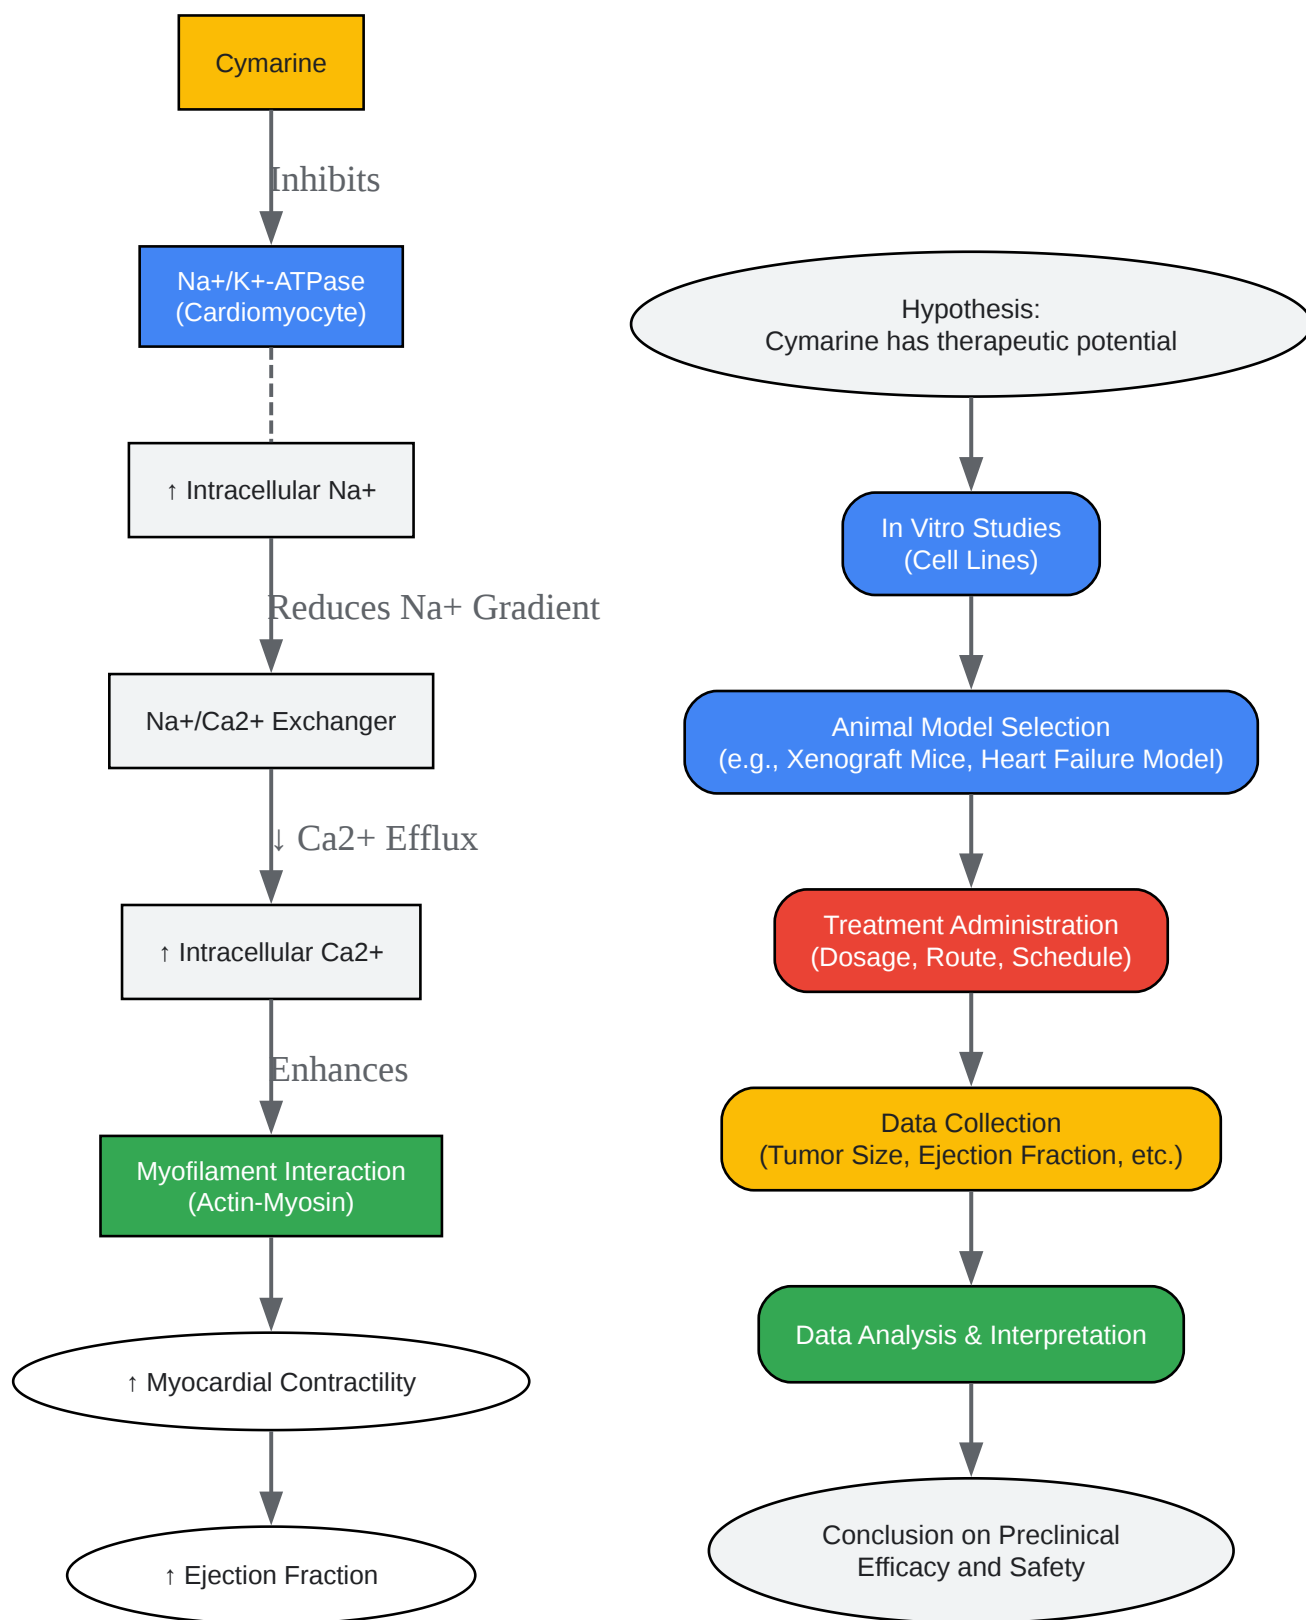 Cymarine
Inhibits
Na+/K+-ATPase
(Cardiomyocyte)
↑ Intracellular Na+
Reduces Na+ Gradient
Na+/Ca2+ Exchanger
↓ Ca2+ Efflux
↑ Intracellular Ca2+
Enhances
Myofilament Interaction
(Actin-Myosin)
↑ Myocardial Contractility
↑ Ejection Fraction
Hypothesis:
Cymarine has therapeutic potential
In Vitro Studies
(Cell Lines)
Animal Model Selection
(e.g., Xenograft Mice, Heart Failure Model)
Treatment Administration
(Dosage, Route, Schedule)
Data Collection
(Tumor Size, Ejection Fraction, etc.)
Data Analysis & Interpretation
Conclusion on Preclinical
Efficacy and Safety